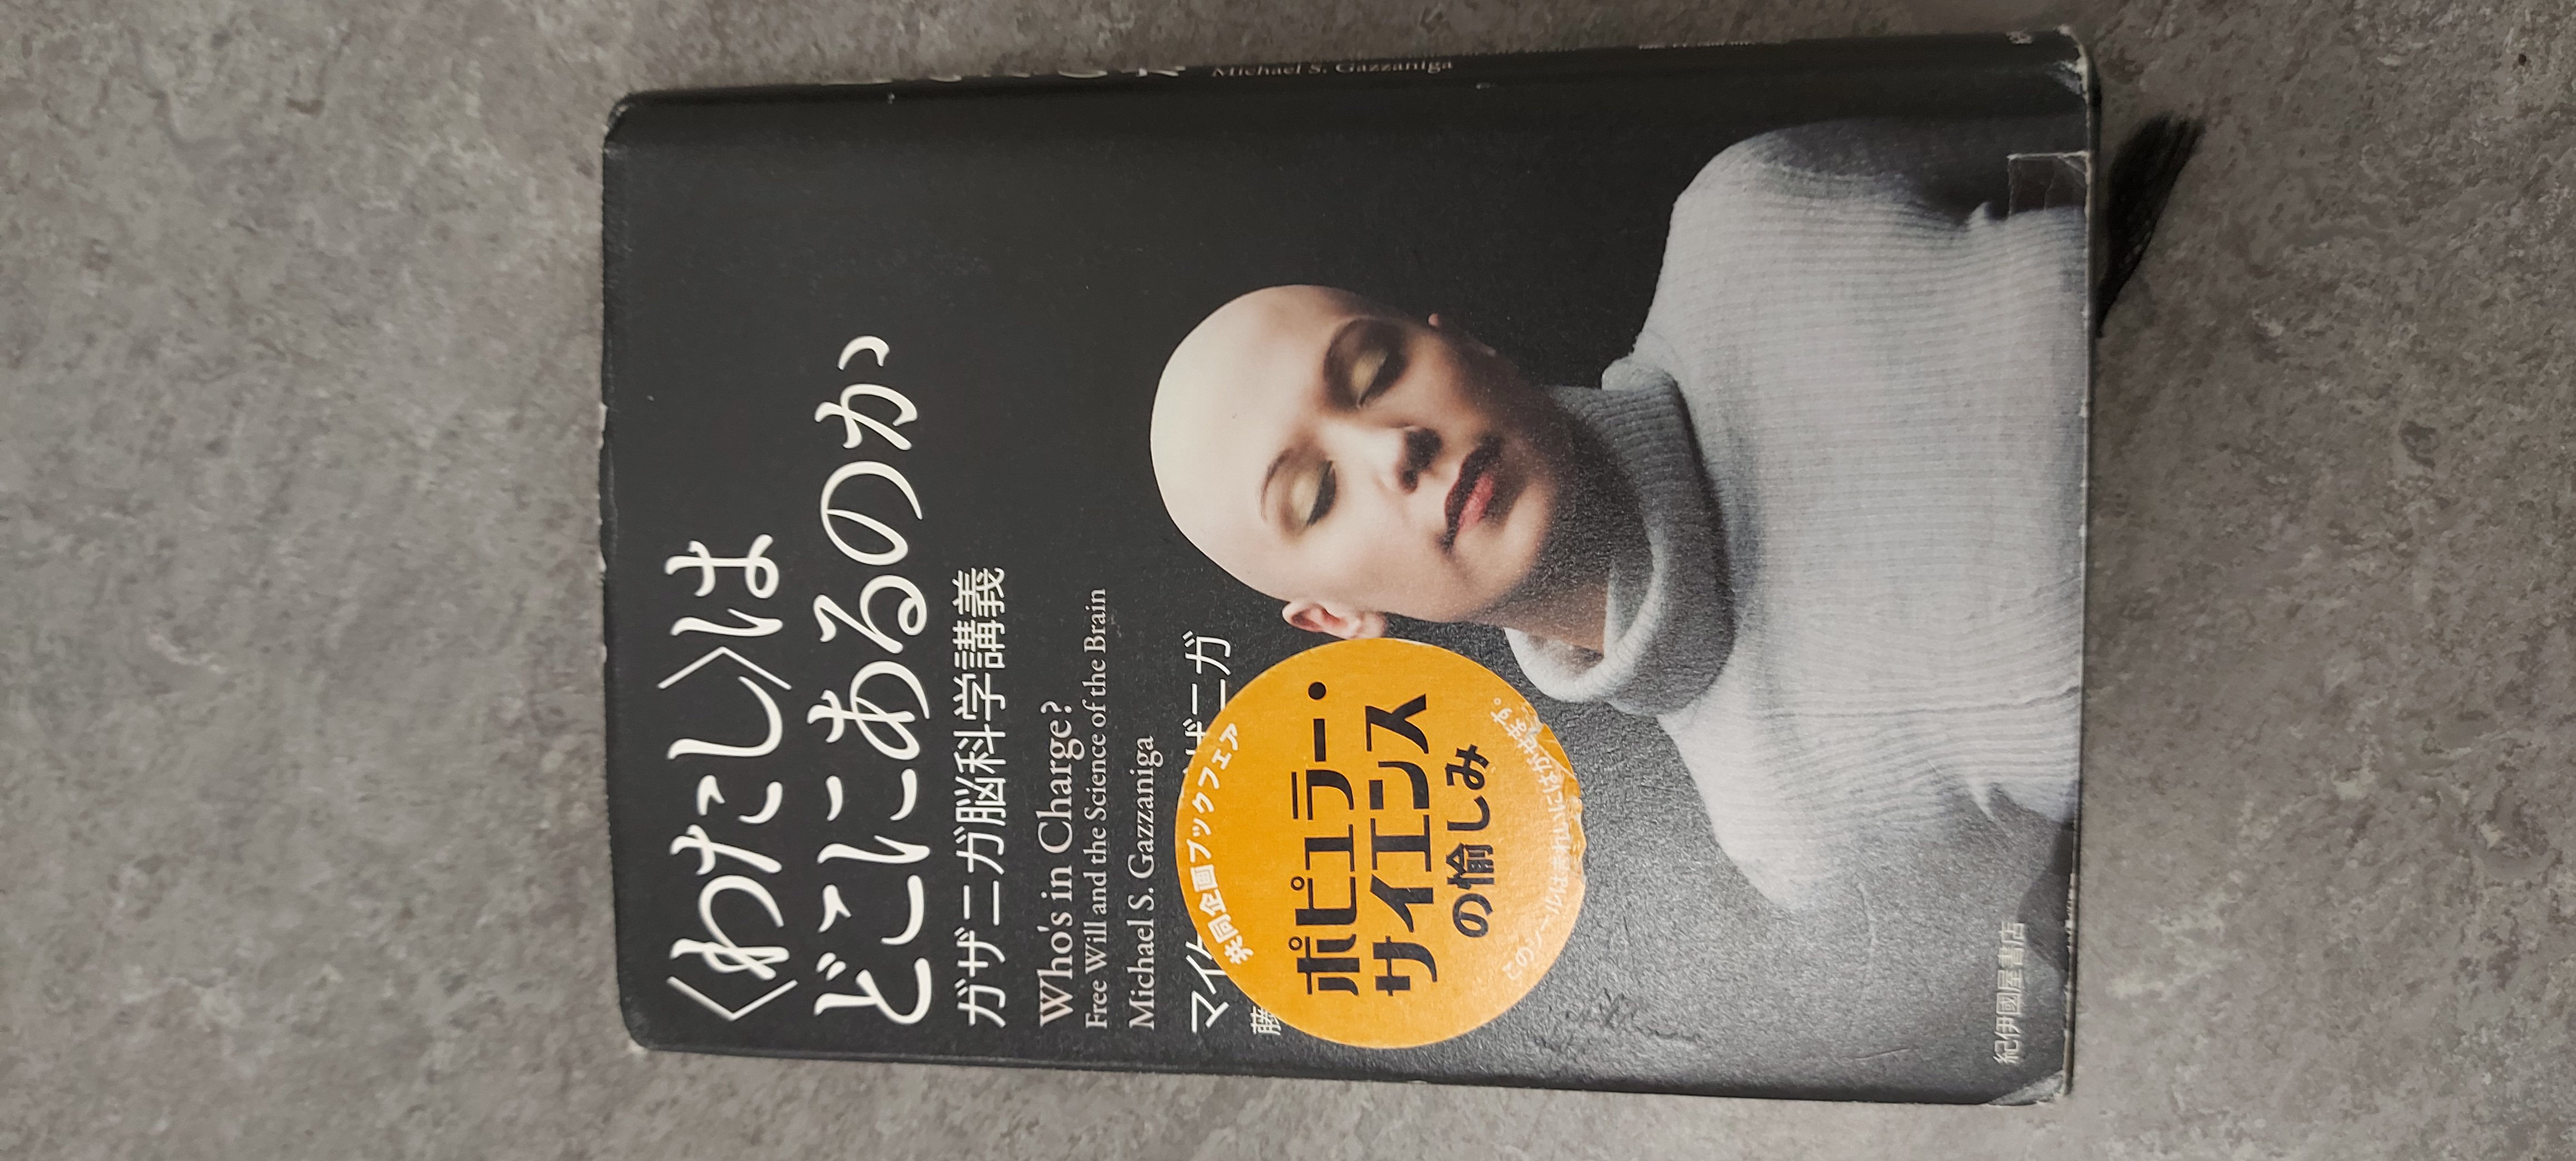 〈わたし〉は
どこにあるのか
ガザニガ脳科学講義
Who's in Charge?
Free Will and the Science of the Brain
Michael S. Gazzaniga
マイケ ザニガ
藤
共同企画ブックフェア
ポピュラー・
サイエンス
の愉しみ
このシールはきれいにはがせます。
紀伊國屋書店
Michael S. Gazzaniga